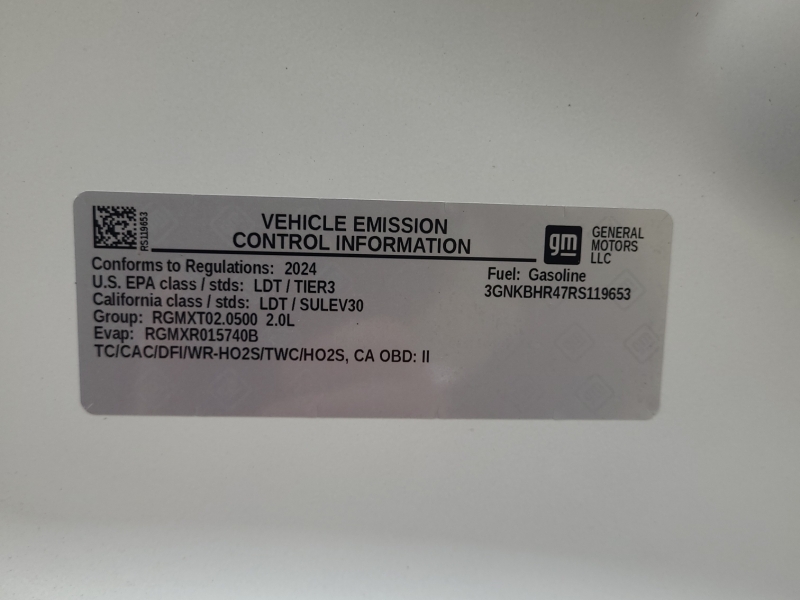 RS119653
VEHICLE EMISSION
CONTROL INFORMATION
gm
GENERAL
MOTORS
LLC
Conforms to Regulations: 2024
Fuel: Gasoline
U.S. EPA class / stds: LDT / TIER3
3GNKBHR47RS119653
California class / stds: LDT / SULEV30
Group: RGMXT02.0500 2.0L
Evap: RGMXR015740B
TC/CAC/DFI/WR-HO2S/TWC/HO2S, CA OBD: II